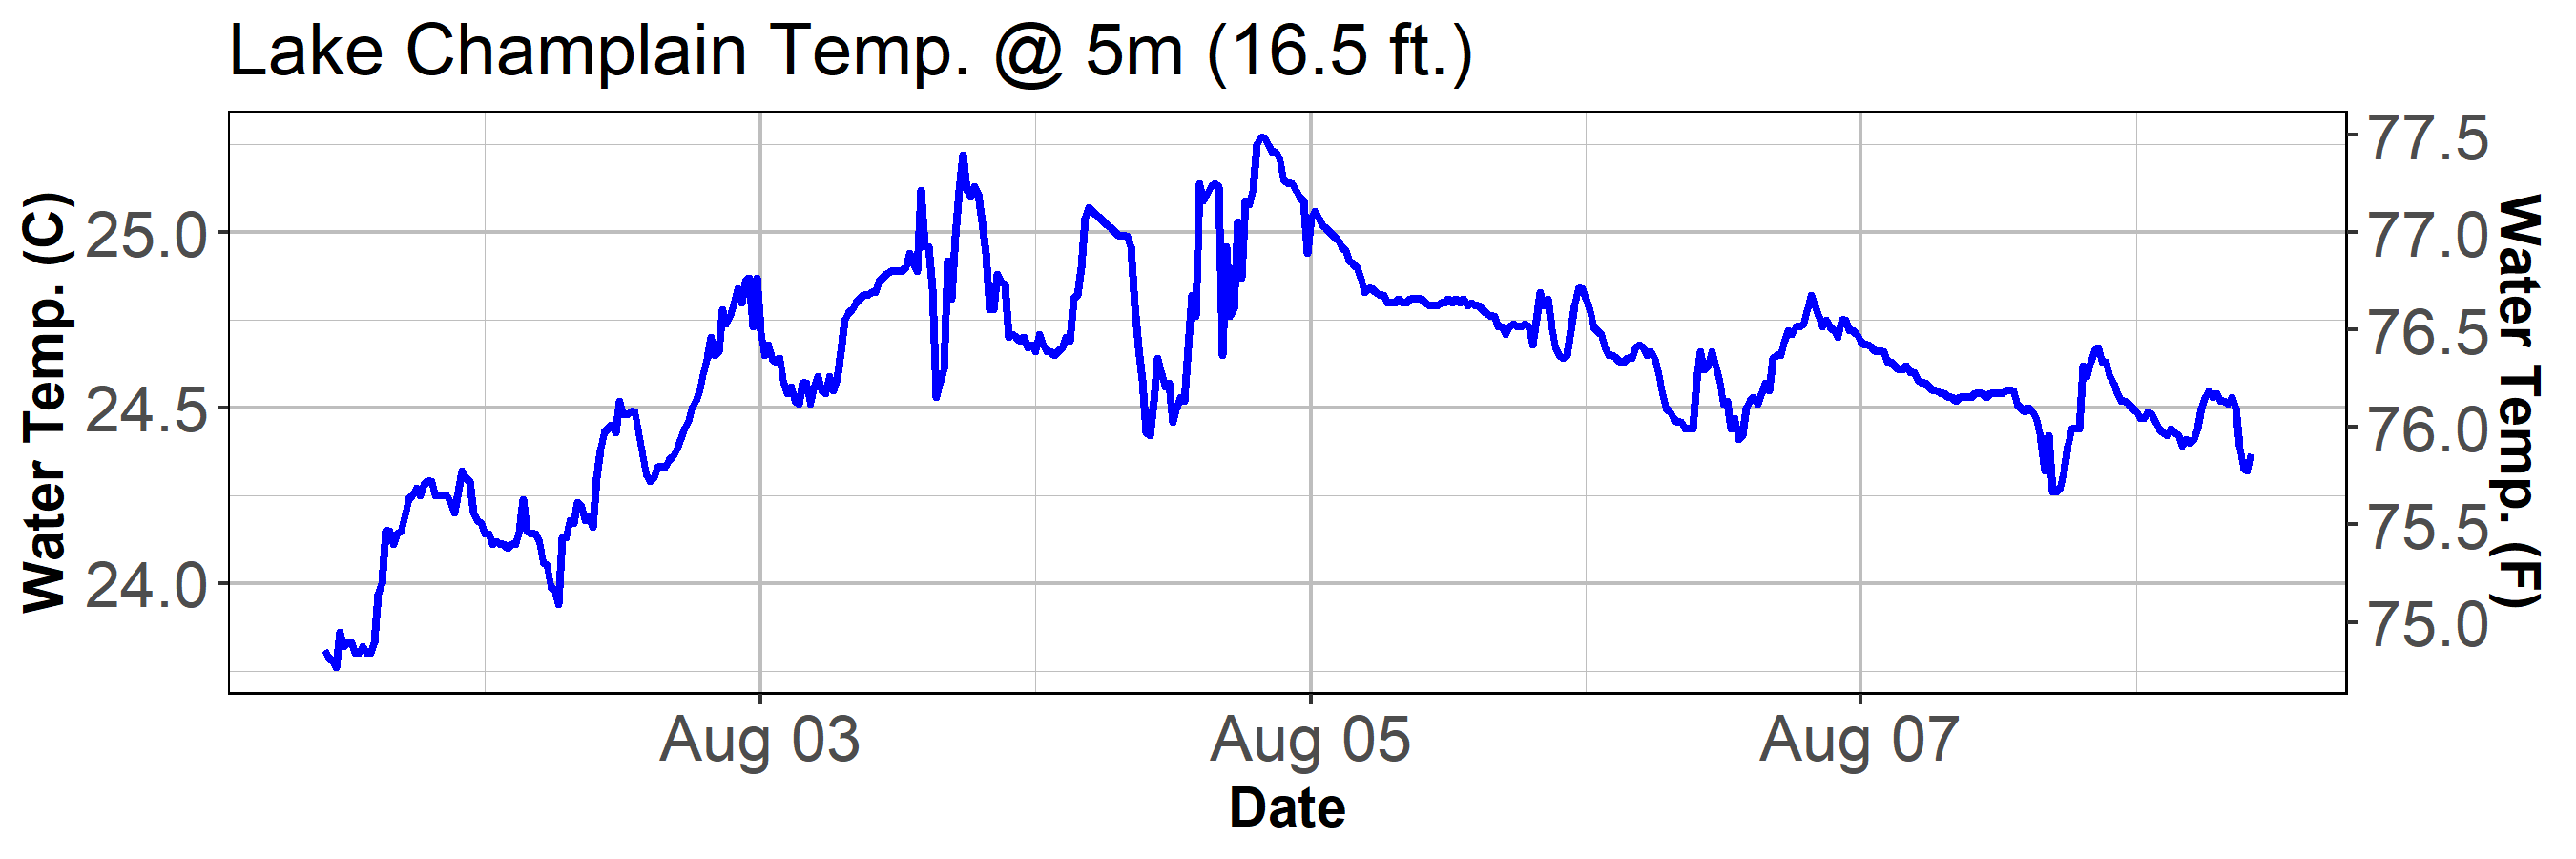 Lake Champlain Temp. @ 5m (16.5 ft.)
Water Temp. (C)
25.0
24.5
24.0
77.5
77.0
76.5
76.0
75.5
75.0
Water Temp. (F)
Aug 03 Aug 05 Aug 07
Date